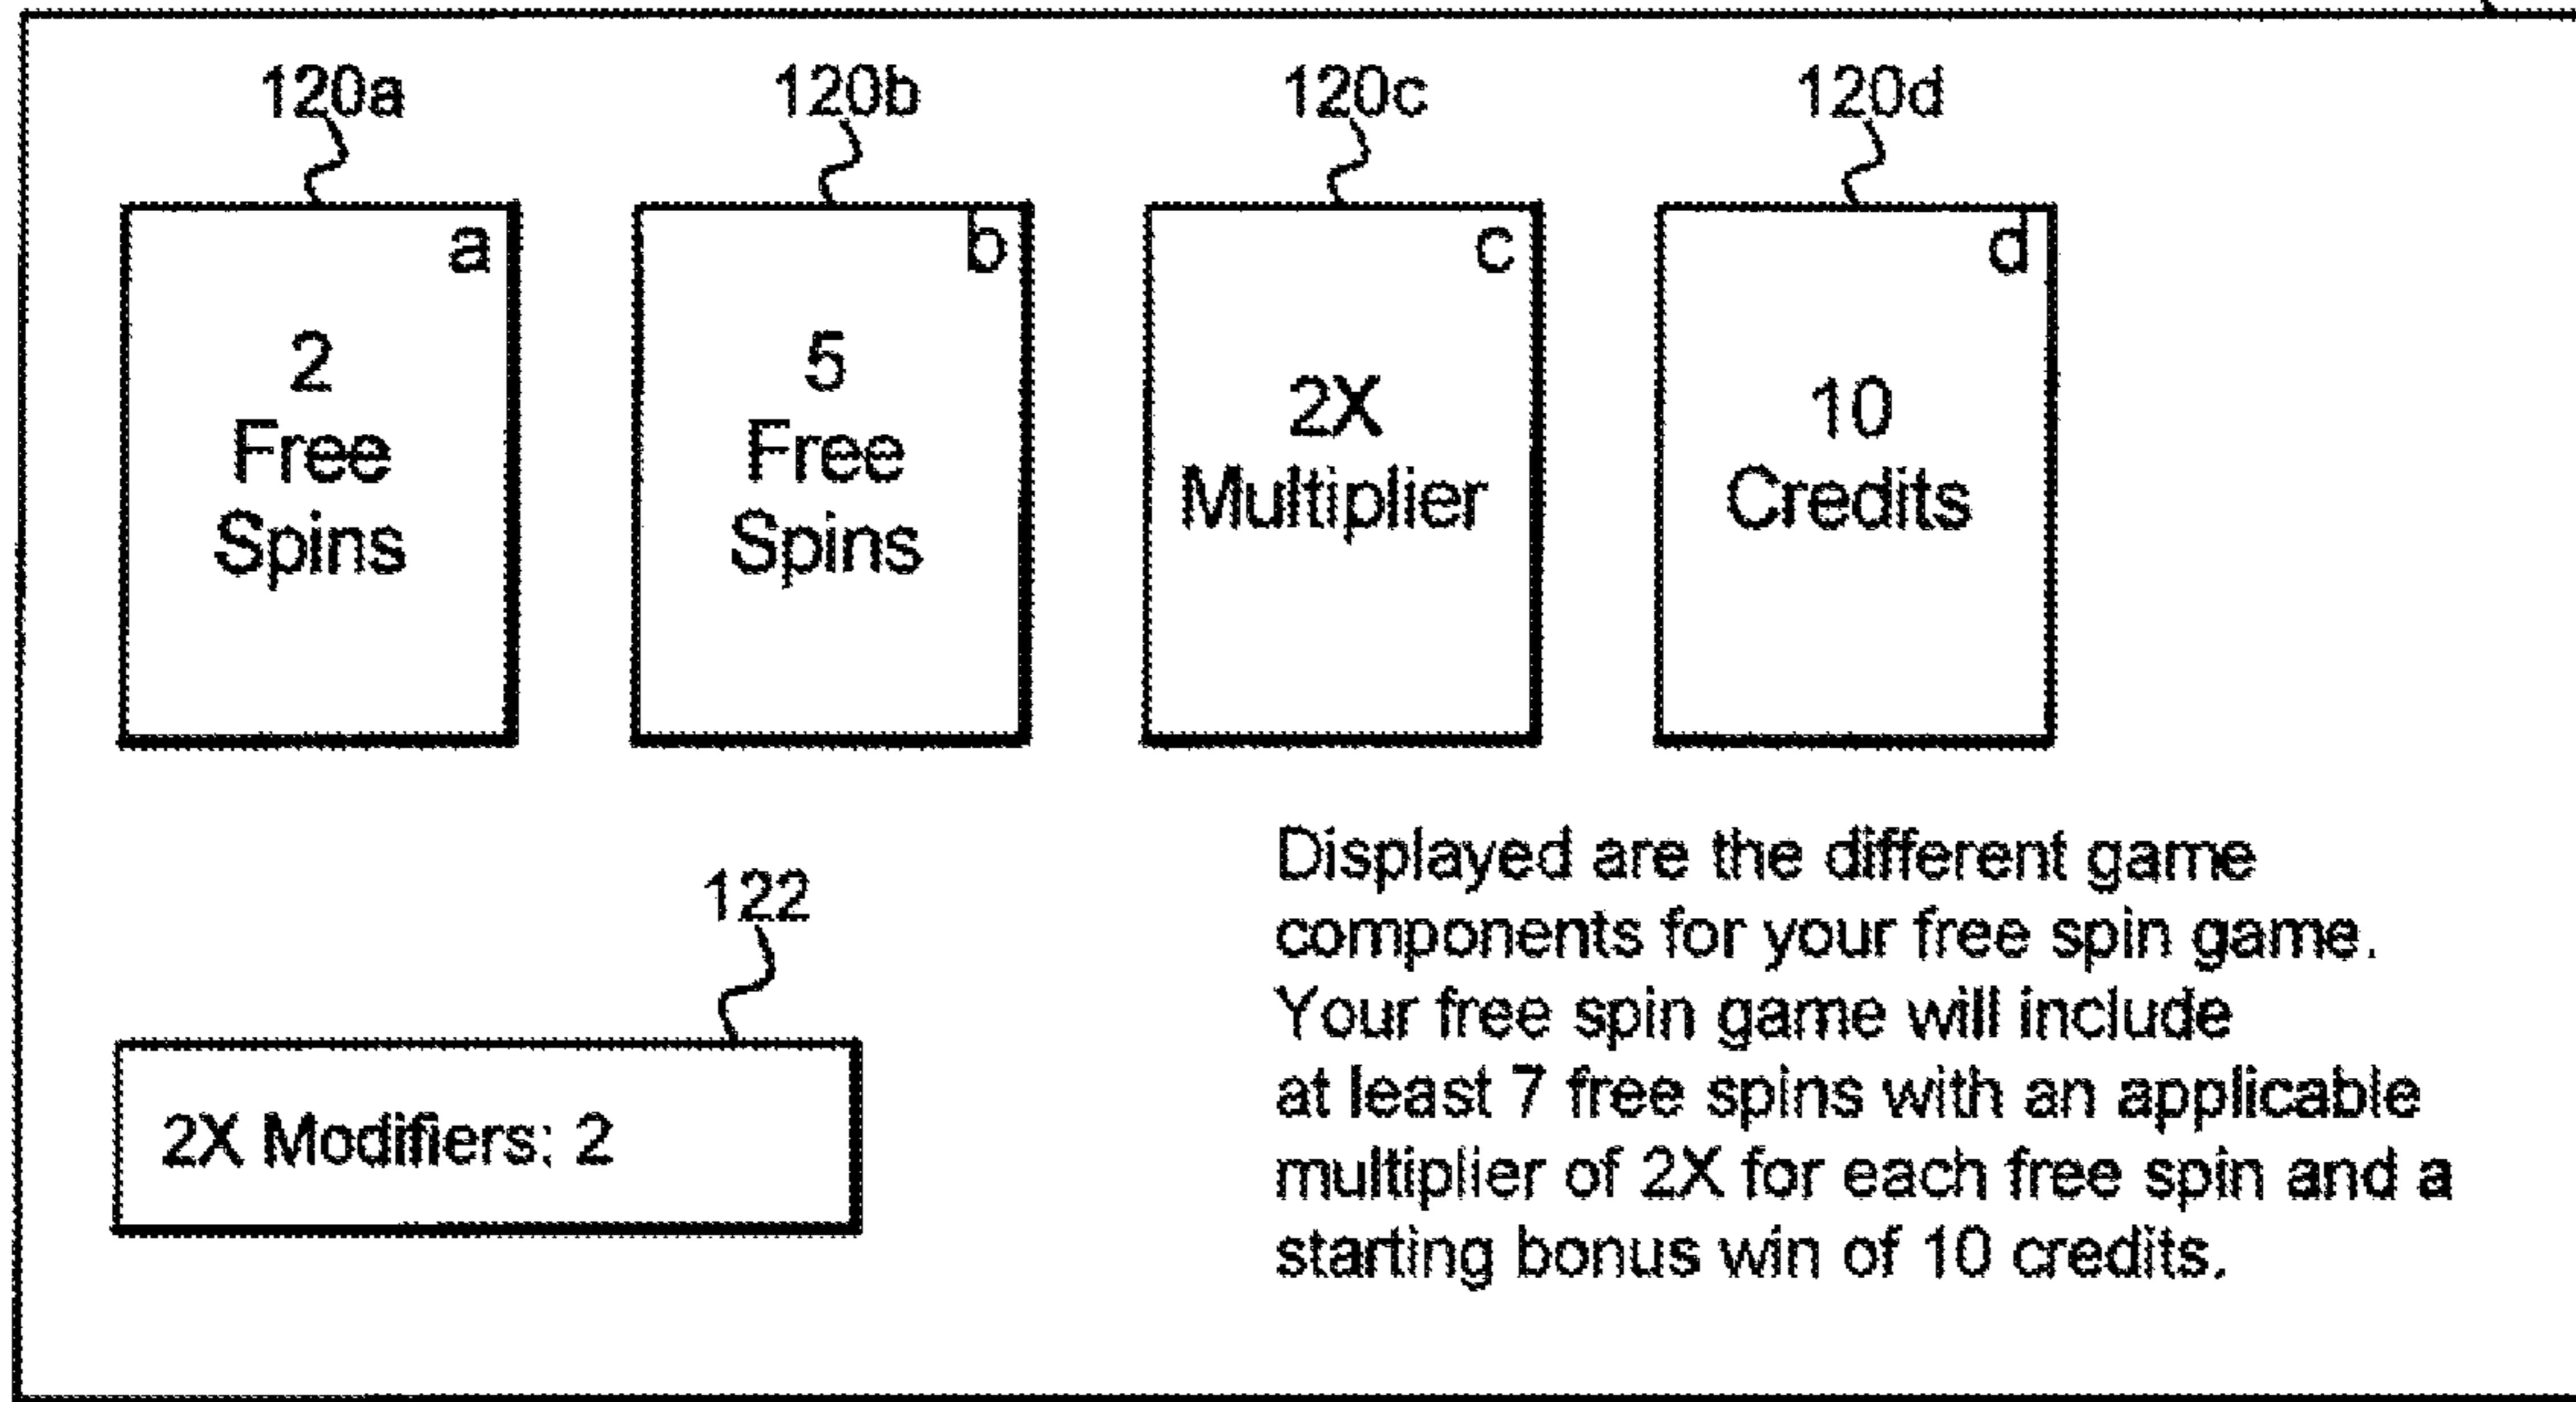 120a
120b
120c
120d
a
b
c
d
2
Free
Spins
5
Free
Spins
2X
Multiplier
10
Credits
122
2X Modifiers: 2
Displayed are the different game
components for your free spin game.
Your free spin game will include
at least 7 free spins with an applicable
multiplier of 2X for each free spin and a
starting bonus win of 10 credits.